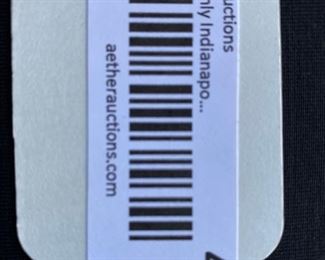 uctions
nly Indianapo...
aetherauctions.com